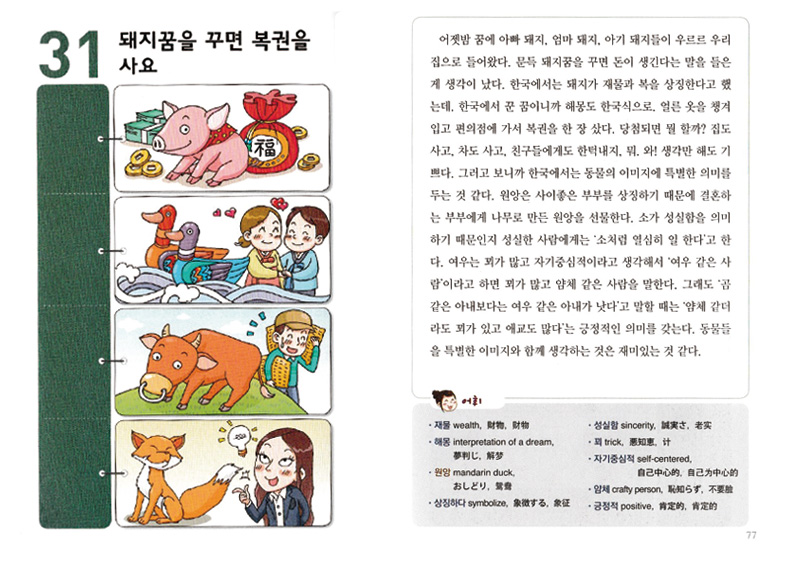 31
돼지꿈을 꾸면 복권을
사요
福
어젯밤 꿈에 아빠 돼지, 엄마 돼지, 아기 돼지들이 우르르 우리
집으로 들어왔다. 문득 돼지꿈을 꾸면 돈이 생긴다는 말을 들은
게 생각이 났다. 한국에서는 돼지가 재물과 복을 상징한다고 했
는데, 한국에서 꾼 꿈이니까 해몽도 한국식으로. 얼른 옷을 챙겨
입고 편의점에 가서 복권을 한 장 샀다. 당첨되면 뭘 할까? 집도
사고, 차도 사고, 친구들에게도 한턱내지, 뭐. 와! 생각만 해도 기
쁘다. 그러고 보니까 한국에서는 동물의 이미지에 특별한 의미를
두는 것 같다. 원앙은 사이좋은 부부를 상징하기 때문에 결혼하
는 부부에게 나무로 만든 원앙을 선물한다. 소가 성실함을 의미
하기 때문인지 성실한 사람에게는 ‘소처럼 열심히 일 한다’고 한
다. 여우는 꾀가 많고 자기중심적이라고 생각해서 ‘여우 같은 사
람’이라고 하면 꾀가 많고 얌체 같은 사람을 말한다. 그래도 ‘곰
같은 아내보다는 여우 같은 아내가 낫다’고 말할 때는 ‘얌체 같더
라도 꾀가 있고 애교도 많다’는 긍정적인 의미를 갖는다. 동물들
을 특별한 이미지와 함께 생각하는 것은 재미있는 것 같다.
어휘
• 재물 wealth, 財物, 财物
• 해몽 interpretation of a dream,
夢判じ, 解梦
• 원앙 mandarin duck,
おしどり, 鸳鸯
• 상징하다 symbolize, 象徴する, 象征
• 성실함 sincerity, 誠実さ, 老实
• 꾀 trick, 悪知恵, 计
• 자기중심적 self-centered,
自己中心的, 自己为中心的
• 얌체 crafty person, 恥知らず, 不要脸
• 긍정적 positive, 肯定的, 肯定的
77